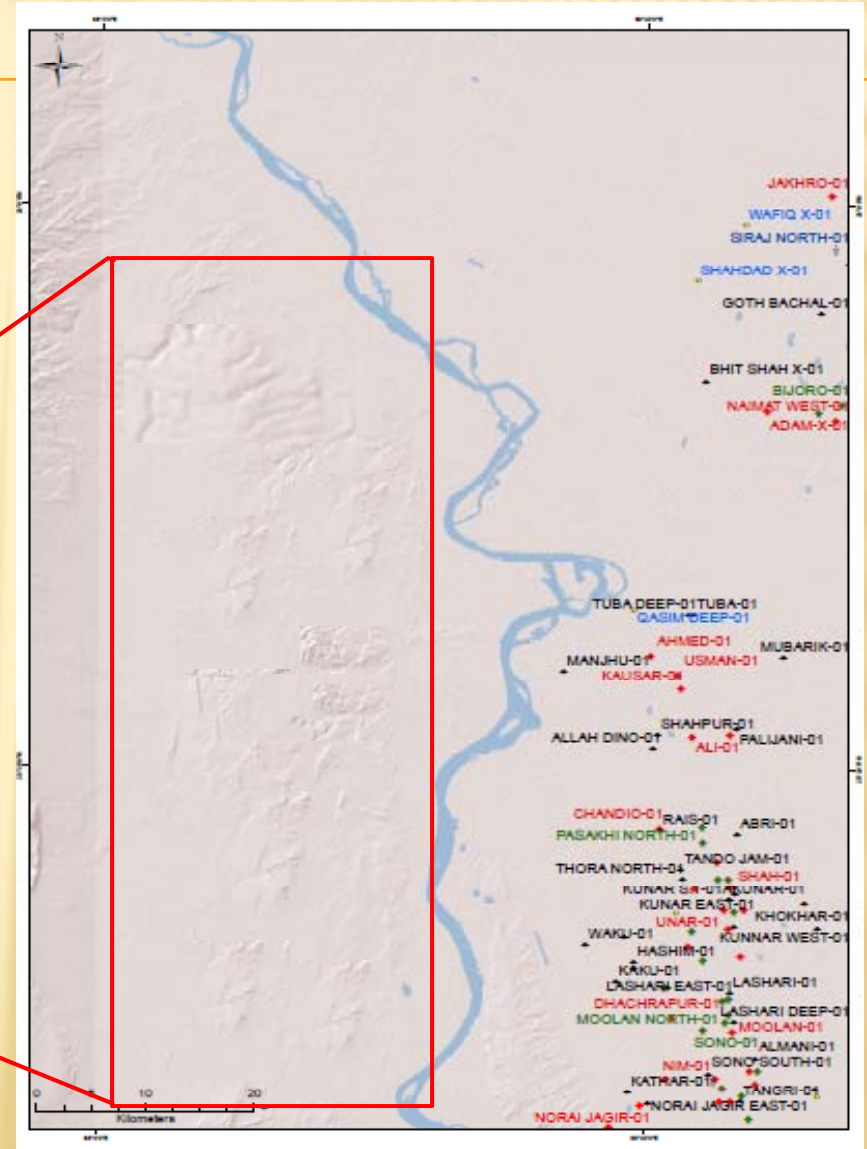 N
JAKHRO-01
WAFIQ X-01
SIRAJ NORTH-01
SHAHDAD X-01
GOTH BACHAL-01
BHIT SHAH X-01
BIJORO-01
NAIMAT WEST-01
ADAM-X-01
TUBA DEEP-01TUBA-01
QASIM DEEP-01
AHMED-01
MUBARIK-01
MANJHU-01 USMAN-01
KAUSAR-01
SHAHPUR-01
ALLAH DINO-01 PALIJANI-01
ALI-01
CHANDIO-01 RAIS-01
ABRI-01
PASAKHI NORTH-01
TANDO JAM-01
THORA NORTH-01
SHAH-01
KUNAR-01
KUNAR EAST-01
KHOKHAR-01
UNAR-01
WAKU-01 KUNNAR WEST-01
HASHIM-01
KAKU-01
LASHARI EAST-01 LASHARI-01
DHACHRAPUR-01
LASHARI DEEP-01
MOOLAN NORTH-01
MOOLAN-01
SONO-01 ALMANI-01
NIM-01 SONO SOUTH-01
KATHAR-01 TANGRI-01
NORAI JAGIR EAST-01
NORAI JAGIR-01
0 5 10 20
Kilometers